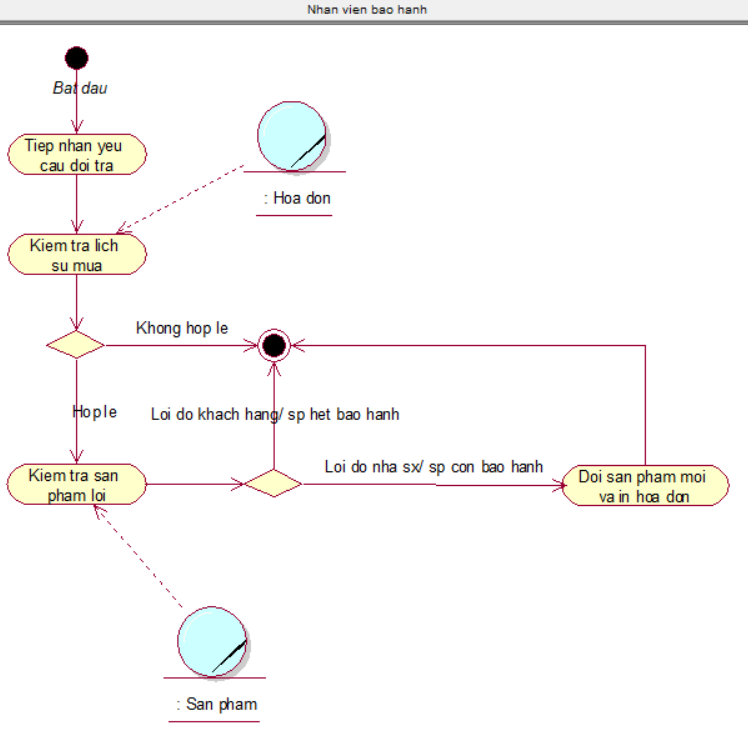 Nhan vien bao hanh
Bat dau
Tiep nhan yeu
cau doi tra
: Hoa don
Kiem tra lich
su mua
Khong hop le
Hop le
Loi do khach hang/ sp het bao hanh
Loi do nha sx/ sp con bao hanh
Kiem tra san
pham loi
Doi san pham moi
va in hoa don
: San pham